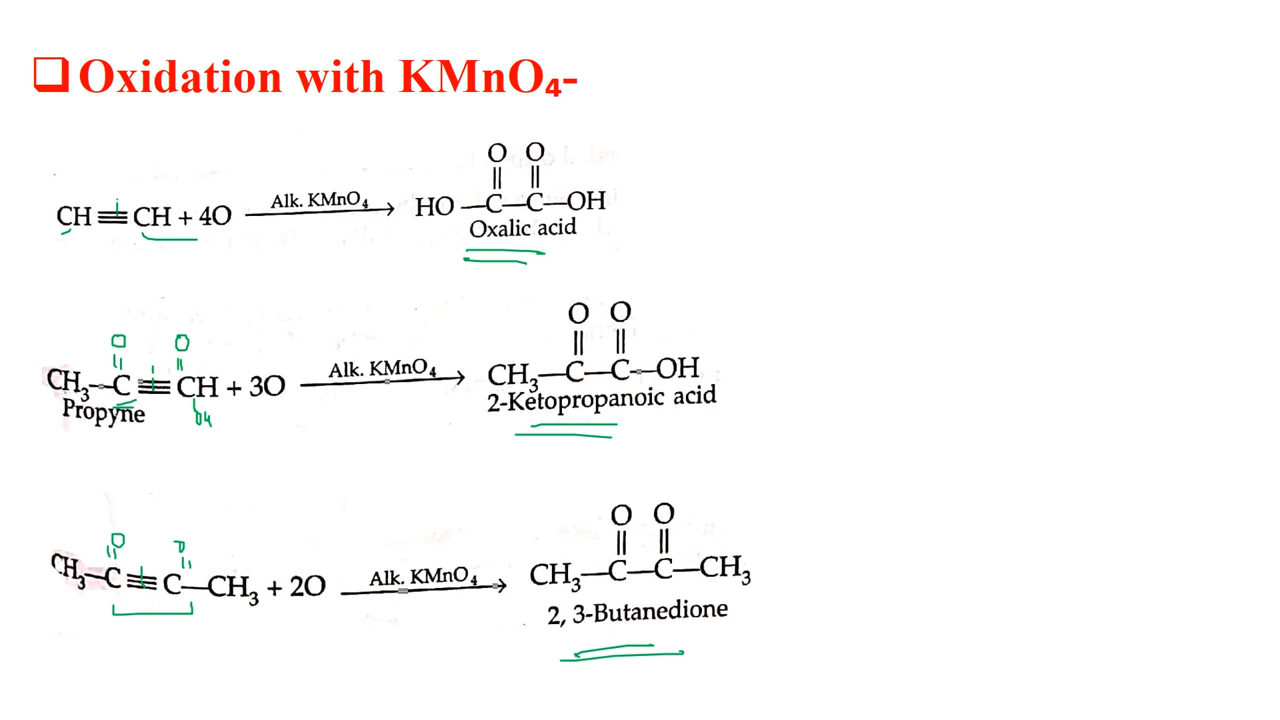 Oxidation with KMnO₄-
O O
|| ||
CH≡CH + 4O Alk. KMnO₄ HO—C—C—OH
Oxalic acid
O O
O O
|| ||
CH₃—C≡CH + 3O Alk. KMnO₄ CH₃—C—C—OH
Propyne
OH
2-Ketopropanoic acid
O O
O O
|| ||
CH₃—C≡C—CH₃ + 2O Alk. KMnO₄ CH₃—C—C—CH₃
2, 3-Butanedione